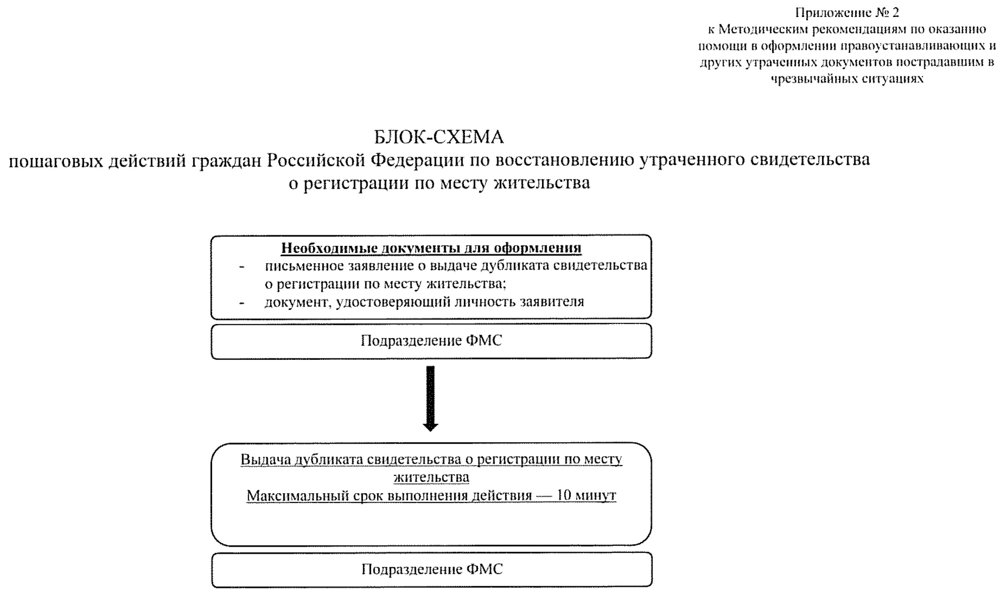 Приложение № 2
к Методическим рекомендациям по оказанию
помощи в оформлении правоустанавливающих и
других утраченных документов пострадавшим в
чрезвычайных ситуациях
БЛОК-СХЕМА
пошаговых действий граждан Российской Федерации по восстановлению утраченного свидетельства
о регистрации по месту жительства
Необходимые документы для оформления
- письменное заявление о выдаче дубликата свидетельства
о регистрации по месту жительства;
- документ, удостоверяющий личность заявителя
Подразделение ФМС
Выдача дубликата свидетельства о регистрации по месту
жительства
Максимальный срок выполнения действия — 10 минут
Подразделение ФМС